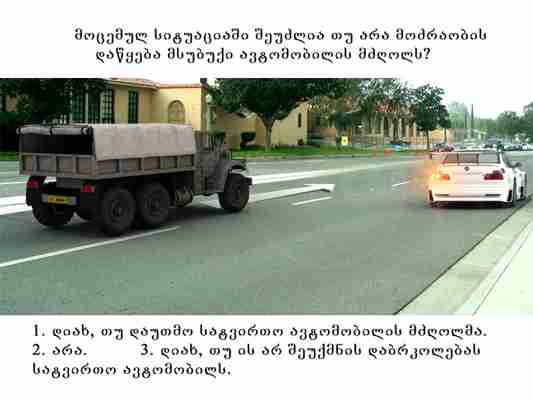 მოცემულ სიტუაციაში შეუძლია თუ არა მოძრაობის
დაწყება მსუბუქი ავტომობილის მძღოლს?
1. დიახ, თუ დაუთმო სატვირთო ავტომობილის მძღოლმა.
2. არა. 3. დიახ, თუ ის არ შეუქმნის დაბრკოლებას
სატვირთო ავტომობილს.